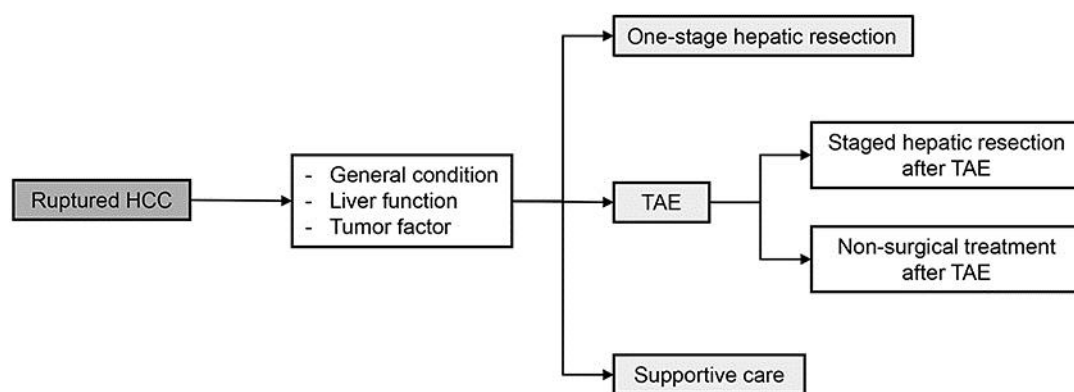 One-stage hepatic resection
Ruptured HCC
- General condition
- Liver function
- Tumor factor
TAE
Staged hepatic resection
after TAE
Non-surgical treatment
after TAE
Supportive care